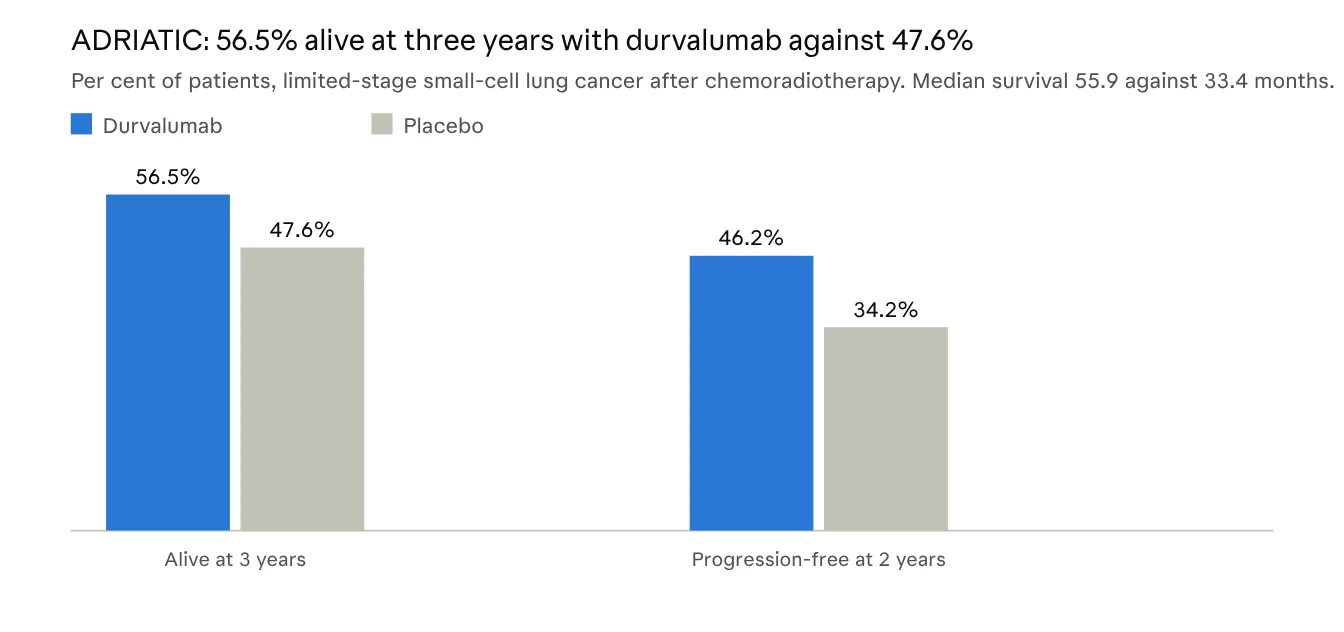 ADRIATIC: 56.5% alive at three years with durvalumab against 47.6%
Per cent of patients, limited-stage small-cell lung cancer after chemoradiotherapy. Median survival 55.9 against 33.4 months.
Durvalumab Placebo
56.5%
47.6%
46.2%
34.2%
Alive at 3 years
Progression-free at 2 years